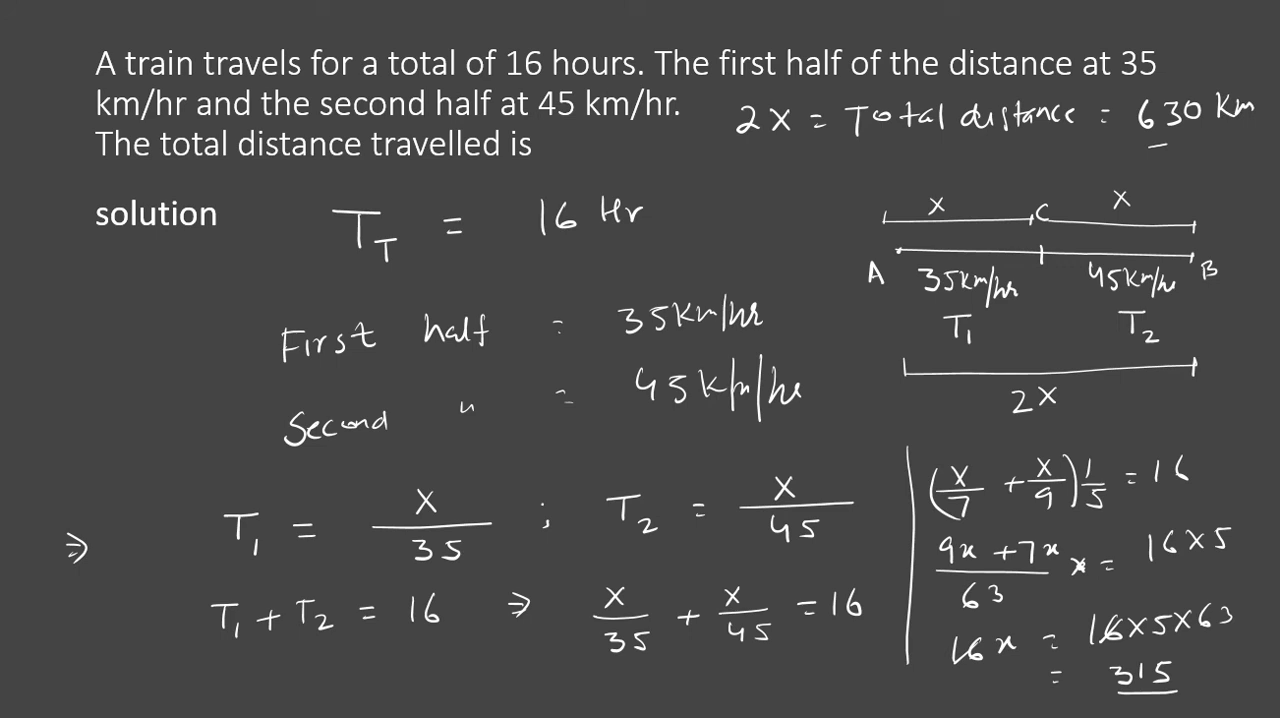 A train travels for a total of 16 hours. The first half of the distance at 35
km/hr and the second half at 45 km/hr.
The total distance travelled is
2x = Total distance = 630 Km
solution
T_T = 16 Hr
x C x
A 35km/hr 45km/hr B
T₁ T₂
2x
First half = 35Km/hr
Second " = 45km/hr
⇒ T₁ = x/35 ; T₂ = x/45
T₁ + T₂ = 16 ⇒ x/35 + x/45 = 16
(x/7 + x/9) 1/5 = 16
(9x + 7x)/63 = 16 × 5
16x = 16×5×63
= 315